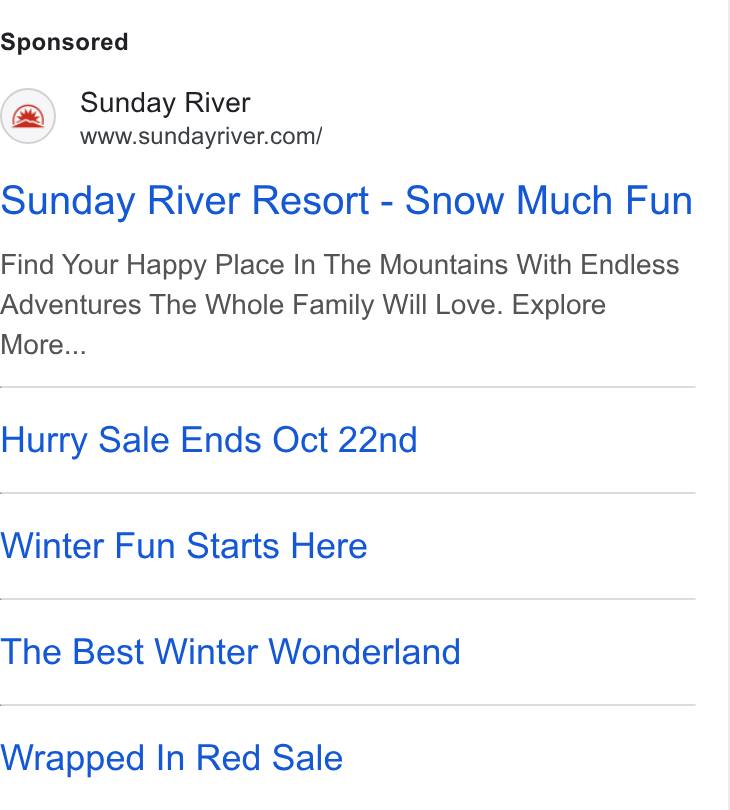 Sponsored
Sunday River
www.sundayriver.com/
Sunday River Resort - Snow Much Fun
Find Your Happy Place In The Mountains With Endless
Adventures The Whole Family Will Love. Explore
More...
Hurry Sale Ends Oct 22nd
Winter Fun Starts Here
The Best Winter Wonderland
Wrapped In Red Sale